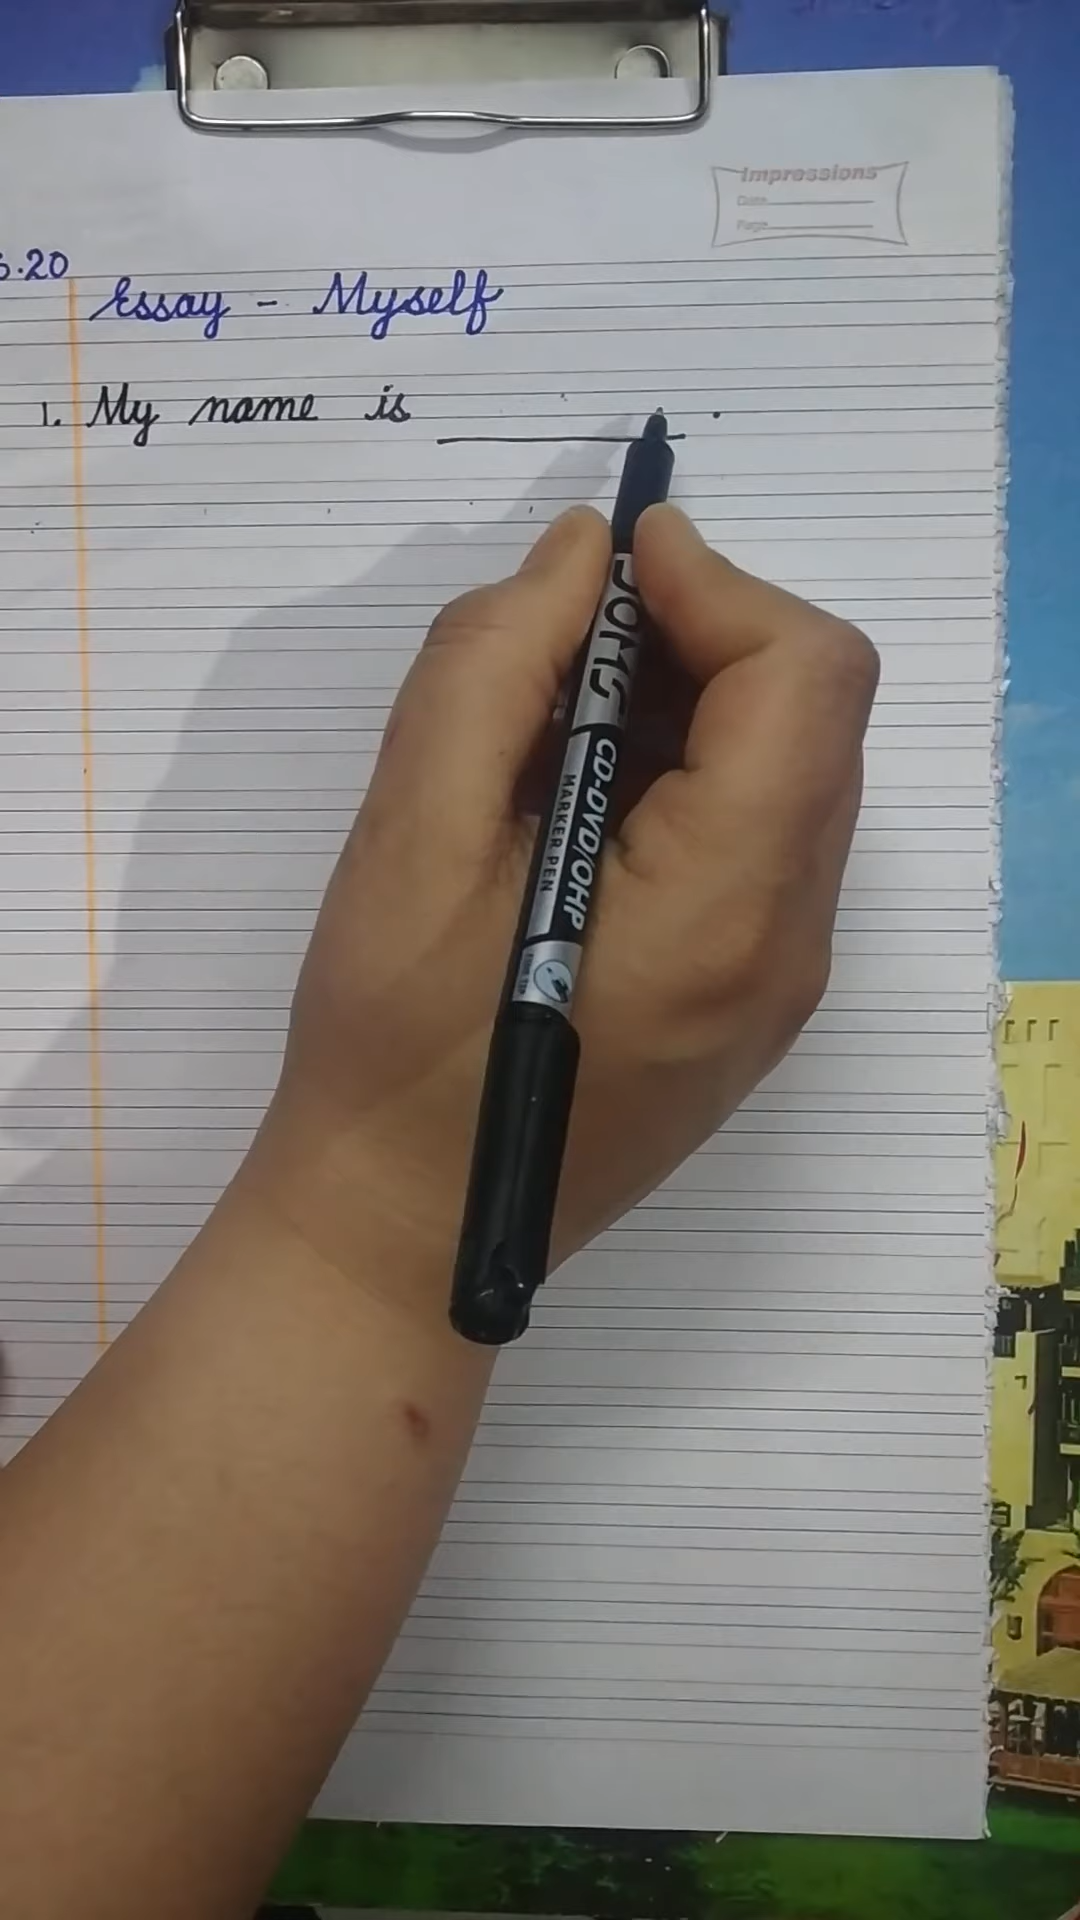 Impressions
Date
Page
.20
Essay - Myself
1. My name is ________ .
DOMS
CD-DVD/OHP
MARKER PEN